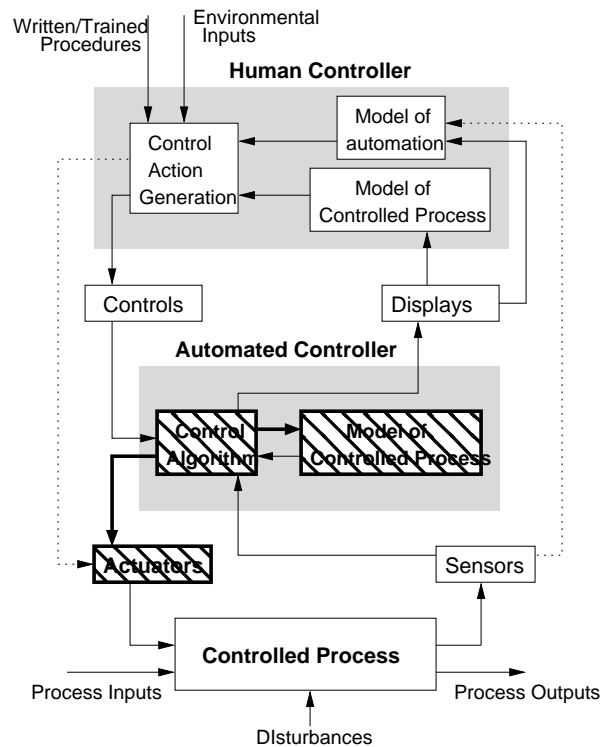 Written/Trained
Procedures
Environmental
Inputs
Human Controller
Model of
automation
Control
Action
Generation
Model of
Controlled Process
Controls
Displays
Automated Controller
Control
Algorithm
Model of
Controlled Process
Actuators
Sensors
Controlled Process
Process Inputs
Process Outputs
DIsturbances